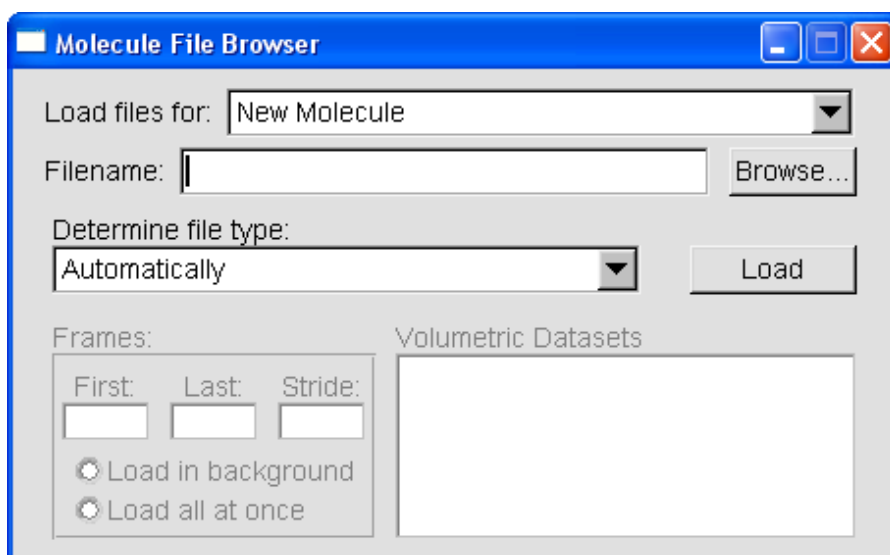 Molecule File Browser
Load files for: New Molecule
Filename: Browse...
Determine file type:
Automatically Load
Frames: Volumetric Datasets
First: Last: Stride:
Load in background
Load all at once